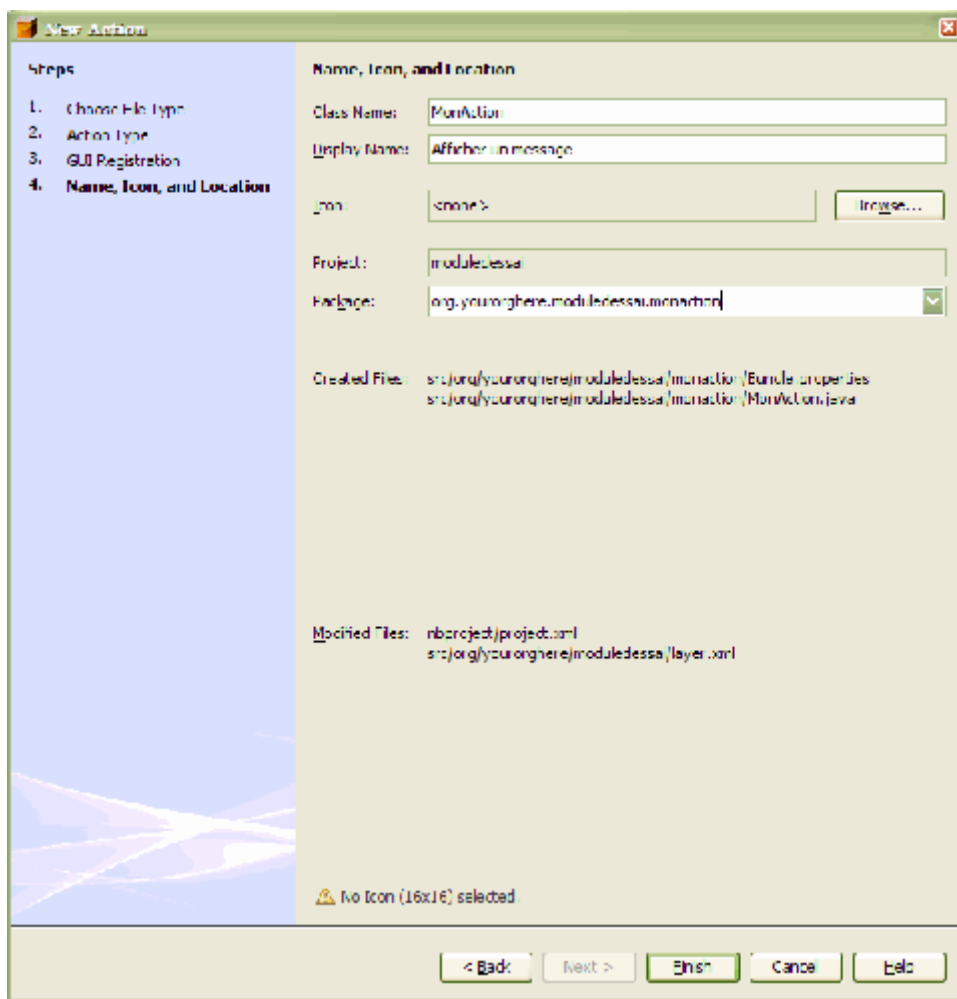 New Action
Steps
1. Choose File Type
2. Action Type
3. GUI Registration
4. Name, Icon, and Location
Name, Icon, and Location
Class Name: MonAction
Display Name: Afficher un message
Icon: <none> Browse...
Project: moduledessai
Package: org.yourorghere.moduledessai.monaction
Created Files: src/org/yourorghere/moduledessai/monaction/Bundle.properties
src/org/yourorghere/moduledessai/monaction/MonAction.java
Modified Files: nbproject/project.xml
src/org/yourorghere/moduledessai/layer.xml
No Icon (16x16) selected.
< Back Next > Finish Cancel Help